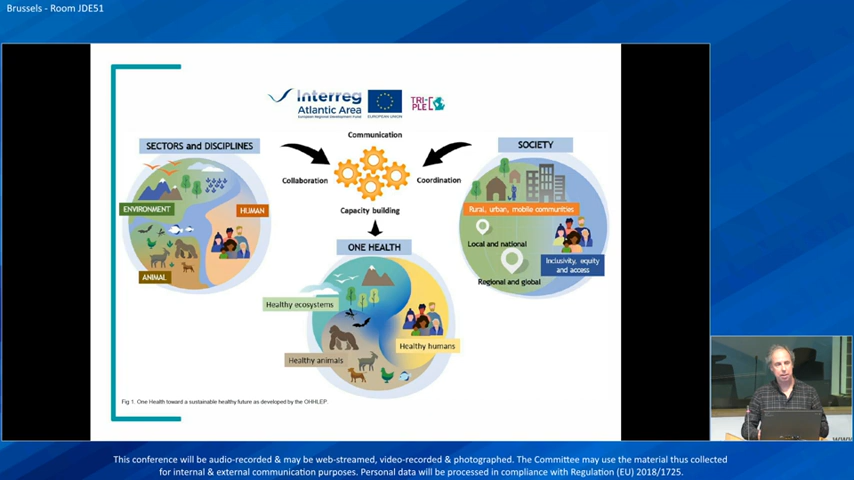 Brussels - Room JDE51
Interreg
Atlantic Area
European Regional Development Fund
EUROPEAN UNION
TRI-
PLE
Communication
SECTORS and DISCIPLINES
SOCIETY
Collaboration
Coordination
Capacity building
ENVIRONMENT
HUMAN
ANIMAL
Rural, urban, mobile communities
Local and national
Inclusivity, equity
and access
Regional and global
ONE HEALTH
Healthy ecosystems
Healthy humans
Healthy animals
Fig 1. One Health toward a sustainable healthy future as developed by the OHHLEP.
www
This conference will be audio-recorded & may be web-streamed, video-recorded & photographed. The Committee may use the material thus collected
for internal & external communication purposes. Personal data will be processed in compliance with Regulation (EU) 2018/1725.